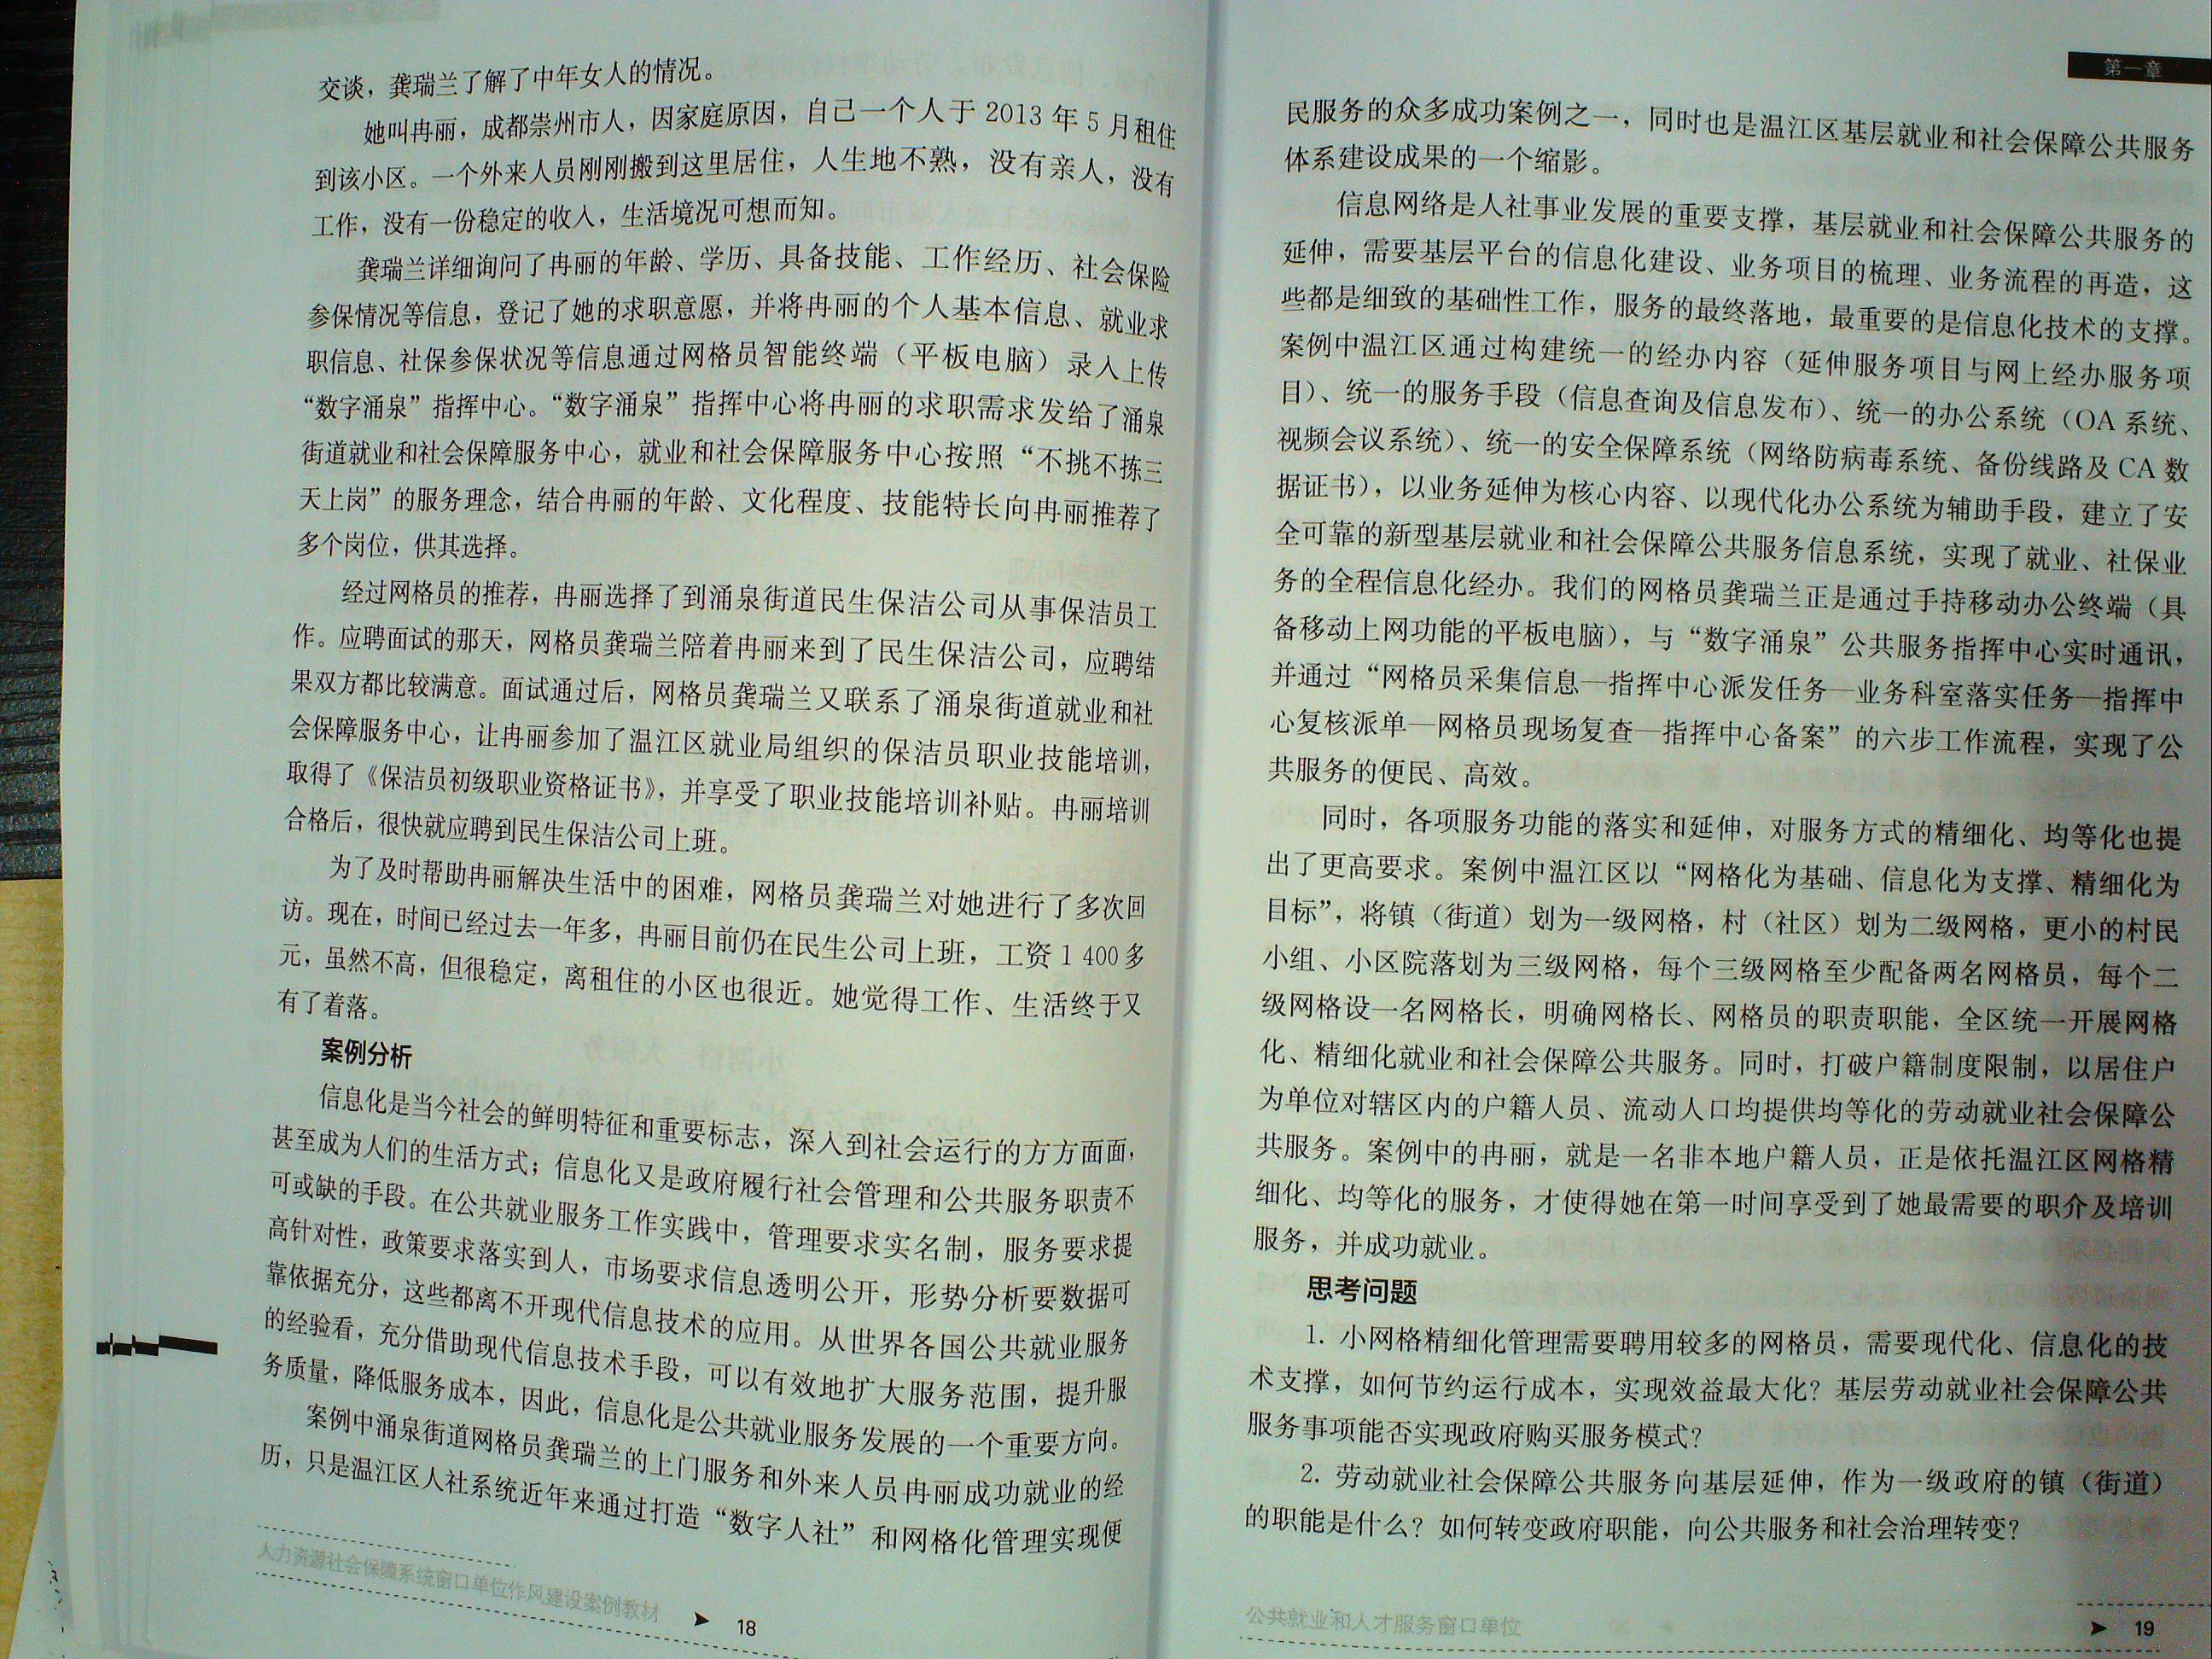 交谈，龚瑞兰了解了中年女人的情况。
她叫冉丽，成都崇州市人，因家庭原因，自己一个人于 2013 年 5 月租住
到该小区。一个外来人员刚刚搬到这里居住，人生地不熟，没有亲人，没有
工作，没有一份稳定的收入，生活境况可想而知。
龚瑞兰详细询问了冉丽的年龄、学历、具备技能、工作经历、社会保险
参保情况等信息，登记了她的求职意愿，并将冉丽的个人基本信息、就业求
职信息、社保参保状况等信息通过网格员智能终端（平板电脑）录入上传
“数字涌泉”指挥中心。“数字涌泉”指挥中心将冉丽的求职需求发给了涌泉
街道就业和社会保障服务中心，就业和社会保障服务中心按照“不挑不拣三
天上岗”的服务理念，结合冉丽的年龄、文化程度、技能特长向冉丽推荐了
多个岗位，供其选择。
经过网格员的推荐，冉丽选择了到涌泉街道民生保洁公司从事保洁员工
作。应聘面试的那天，网格员龚瑞兰陪着冉丽来到了民生保洁公司，应聘结
果双方都比较满意。面试通过后，网格员龚瑞兰又联系了涌泉街道就业和社
会保障服务中心，让冉丽参加了温江区就业局组织的保洁员职业技能培训，
取得了《保洁员初级职业资格证书》，并享受了职业技能培训补贴。冉丽培训
合格后，很快就应聘到民生保洁公司上班。
为了及时帮助冉丽解决生活中的困难，网格员龚瑞兰对她进行了多次回
访。现在，时间已经过去一年多，冉丽目前仍在民生公司上班，工资 1 400 多
元，虽然不高，但很稳定，离租住的小区也很近。她觉得工作、生活终于又
有了着落。
案例分析
信息化是当今社会的鲜明特征和重要标志，深入到社会运行的方方面面，
甚至成为人们的生活方式；信息化又是政府履行社会管理和公共服务职责不
可或缺的手段。在公共就业服务工作实践中，管理要求实名制，服务要求提
高针对性，政策要求落实到人，市场要求信息透明公开，形势分析要数据可
靠依据充分，这些都离不开现代信息技术的应用。从世界各国公共就业服务
的经验看，充分借助现代信息技术手段，可以有效地扩大服务范围，提升服
务质量，降低服务成本，因此，信息化是公共就业服务发展的一个重要方向。
案例中涌泉街道网格员龚瑞兰的上门服务和外来人员冉丽成功就业的经
历，只是温江区人社系统近年来通过打造“数字人社”和网格化管理实现便
人力资源社会保障系统窗口单位作风建设案例教材
18
第一章
民服务的众多成功案例之一，同时也是温江区基层就业和社会保障公共服务
体系建设成果的一个缩影。
信息网络是人社事业发展的重要支撑，基层就业和社会保障公共服务的
延伸，需要基层平台的信息化建设、业务项目的梳理、业务流程的再造，这
些都是细致的基础性工作，服务的最终落地，最重要的是信息化技术的支撑。
案例中温江区通过构建统一的经办内容（延伸服务项目与网上经办服务项
目）、统一的服务手段（信息查询及信息发布）、统一的办公系统（OA 系统、
视频会议系统）、统一的安全保障系统（网络防病毒系统、备份线路及 CA 数
据证书），以业务延伸为核心内容、以现代化办公系统为辅助手段，建立了安
全可靠的新型基层就业和社会保障公共服务信息系统，实现了就业、社保业
务的全程信息化经办。我们的网格员龚瑞兰正是通过手持移动办公终端（具
备移动上网功能的平板电脑），与“数字涌泉”公共服务指挥中心实时通讯，
并通过“网格员采集信息—指挥中心派发任务—业务科室落实任务—指挥中
心复核派单—网格员现场复查—指挥中心备案”的六步工作流程，实现了公
共服务的便民、高效。
同时，各项服务功能的落实和延伸，对服务方式的精细化、均等化也提
出了更高要求。案例中温江区以“网格化为基础、信息化为支撑、精细化为
目标”，将镇（街道）划为一级网格，村（社区）划为二级网格，更小的村民
小组、小区院落划为三级网格，每个三级网格至少配备两名网格员，每个二
级网格设一名网格长，明确网格长、网格员的职责职能，全区统一开展网格
化、精细化就业和社会保障公共服务。同时，打破户籍制度限制，以居住户
为单位对辖区内的户籍人员、流动人口均提供均等化的劳动就业社会保障公
共服务。案例中的冉丽，就是一名非本地户籍人员，正是依托温江区网格精
细化、均等化的服务，才使得她在第一时间享受到了她最需要的职介及培训
服务，并成功就业。
思考问题
1. 小网格精细化管理需要聘用较多的网格员，需要现代化、信息化的技
术支撑，如何节约运行成本，实现效益最大化？基层劳动就业社会保障公共
服务事项能否实现政府购买服务模式？
2. 劳动就业社会保障公共服务向基层延伸，作为一级政府的镇（街道）
的职能是什么？如何转变政府职能，向公共服务和社会治理转变？
公共就业和人才服务窗口单位
19